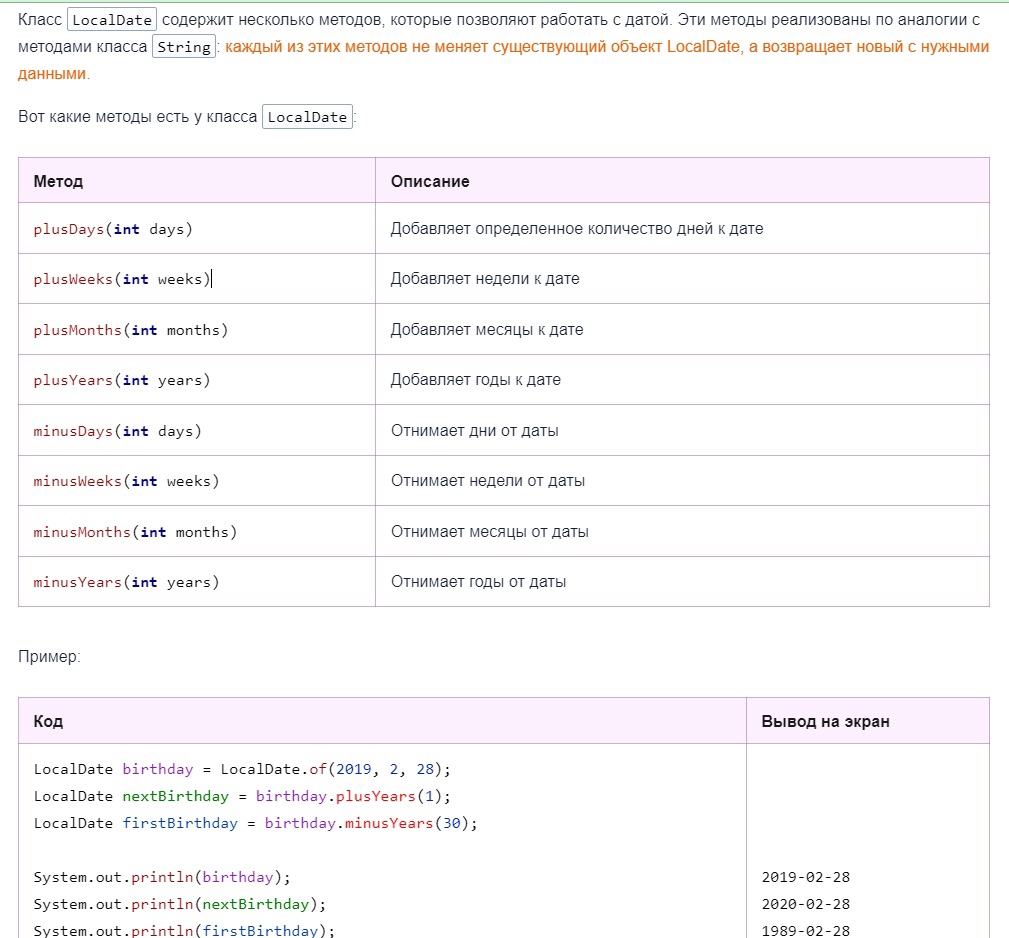 Класс LocalDate содержит несколько методов, которые позволяют работать с датой. Эти методы реализованы по аналогии с
методами класса String: каждый из этих методов не меняет существующий объект LocalDate, а возвращает новый с нужными
данными.
Вот какие методы есть у класса LocalDate:
Метод Описание
plusDays(int days) Добавляет определенное количество дней к дате
plusWeeks(int weeks) Добавляет недели к дате
plusMonths(int months) Добавляет месяцы к дате
plusYears(int years) Добавляет годы к дате
minusDays(int days) Отнимает дни от даты
minusWeeks(int weeks) Отнимает недели от даты
minusMonths(int months) Отнимает месяцы от даты
minusYears(int years) Отнимает годы от даты
Пример:
Код Вывод на экран
LocalDate birthday = LocalDate.of(2019, 2, 28);
LocalDate nextBirthday = birthday.plusYears(1);
LocalDate firstBirthday = birthday.minusYears(30);
System.out.println(birthday); 2019-02-28
System.out.println(nextBirthday); 2020-02-28
System.out.println(firstBirthday); 1989-02-28